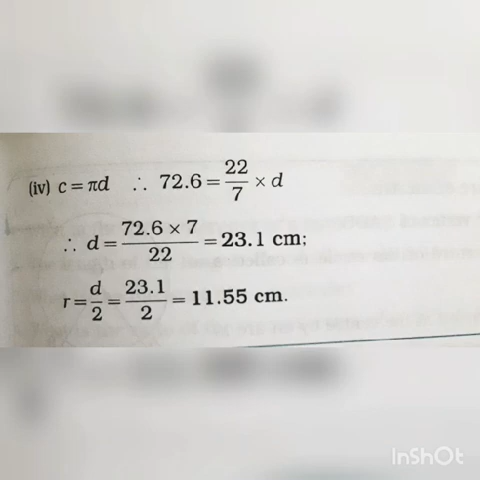 (iv) c = πd ∴ 72.6 = 22/7 × d
∴ d = 72.6 × 7/22 = 23.1 cm;
r = d/2 = 23.1/2 = 11.55 cm.
InShOt